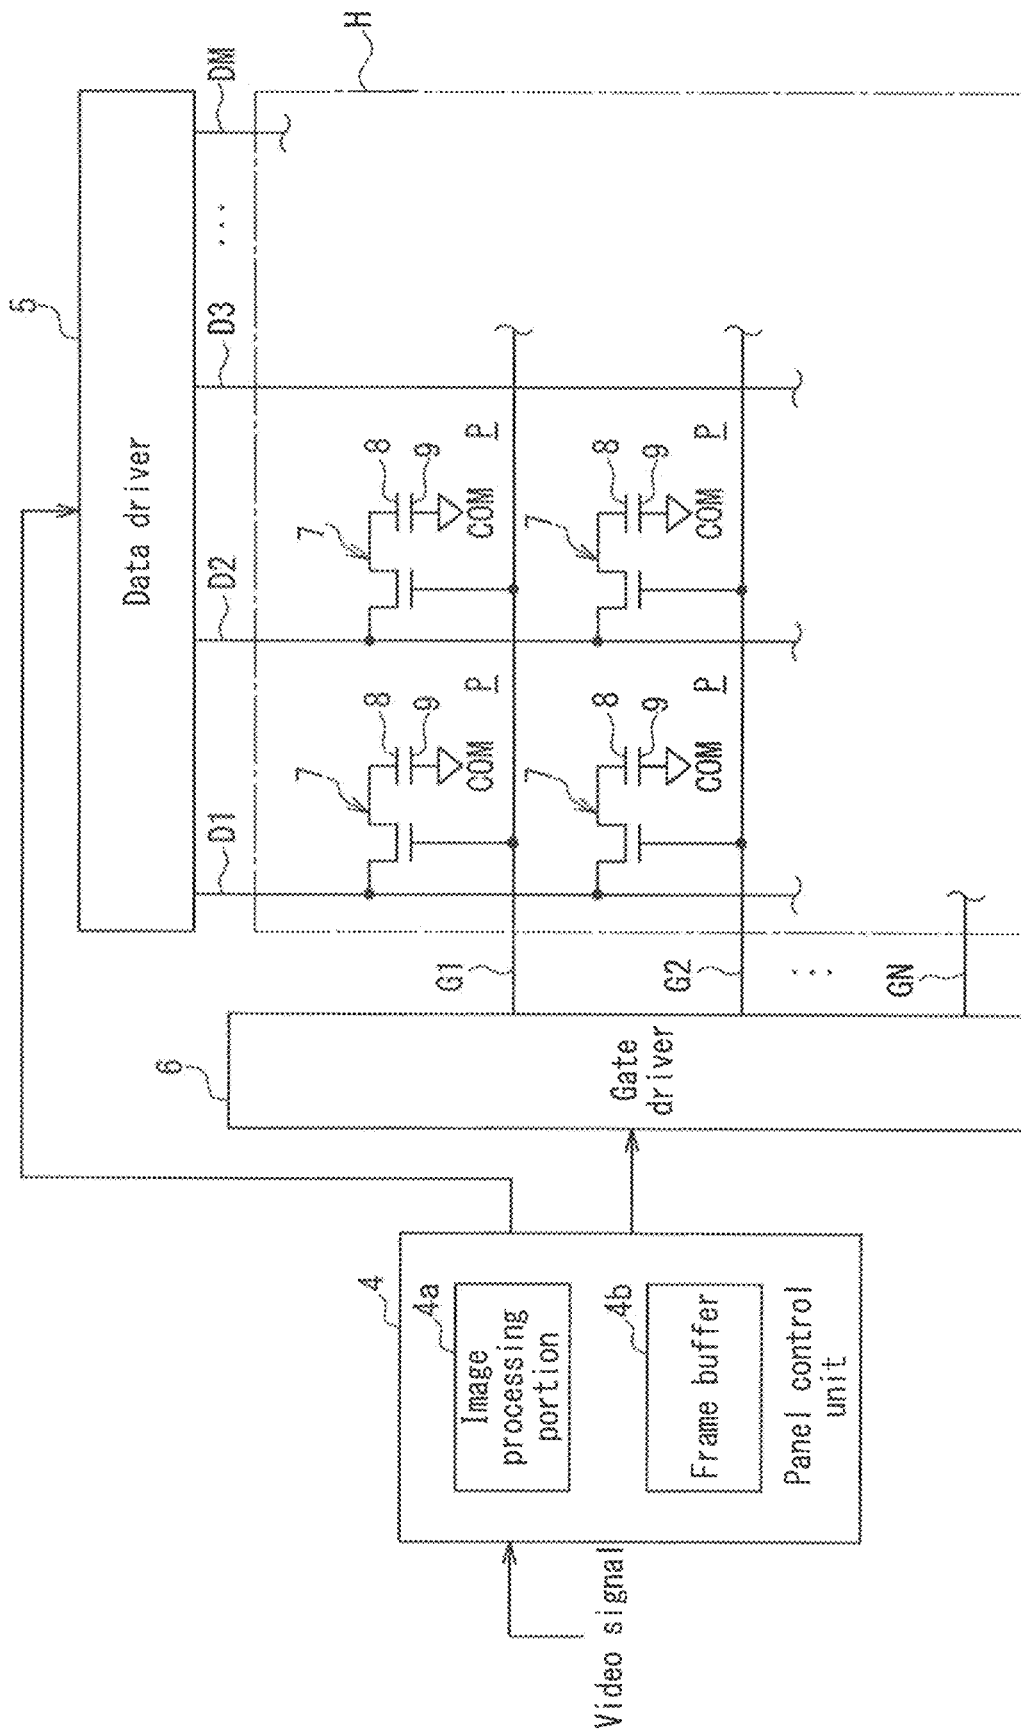 H
5
Data driver
D1
D2
D3
...
DM
6
Gate
driver
G1
G2
...
GN
7
8
9
COM
P
7
8
9
COM
P
7
8
9
COM
P
7
8
9
COM
P
4
4a
Image
processing
portion
4b
Frame buffer
Panel control
unit
Video signal